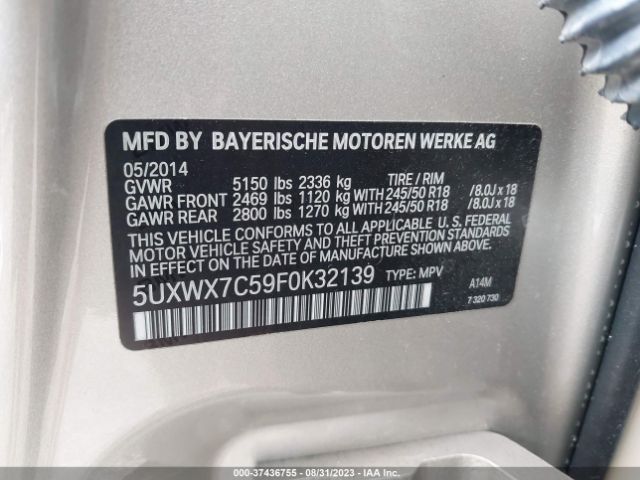 MFD BY BAYERISCHE MOTOREN WERKE AG
05/2014
GVWR 5150 lbs 2336 kg TIRE / RIM
GAWR FRONT 2469 lbs 1120 kg WITH 245/50 R18 / 8.0J x 18
GAWR REAR 2800 lbs 1270 kg WITH 245/50 R18 / 8.0J x 18
THIS VEHICLE CONFORMS TO ALL APPLICABLE U. S. FEDERAL
MOTOR VEHICLE SAFETY AND THEFT PREVENTION STANDARDS
IN EFFECT ON THE DATE OF MANUFACTURE SHOWN ABOVE.
5UXWX7C59F0K32139 TYPE: MPV A14M
7 320 730
000-37436755 - 08/31/2023 - IAA Inc.